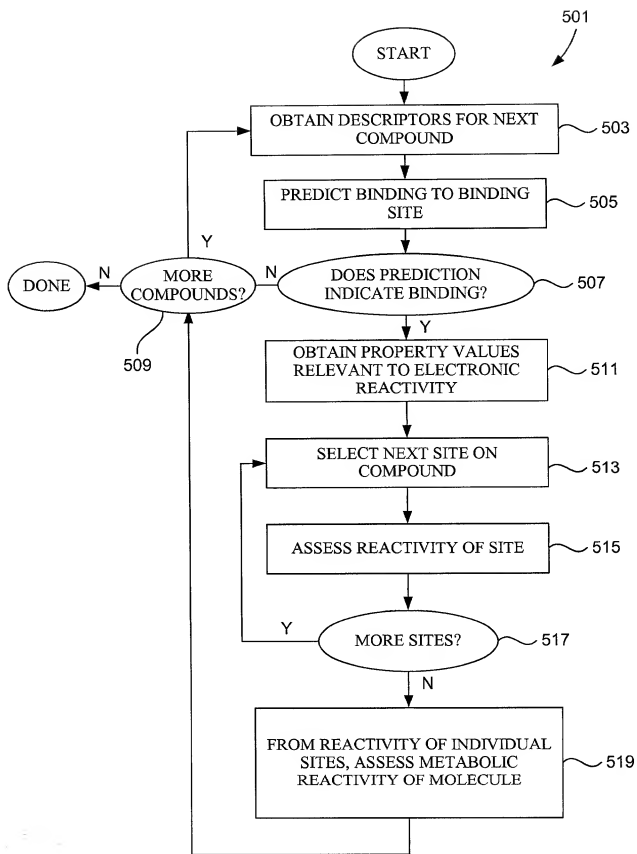 501
START
OBTAIN DESCRIPTORS FOR NEXT
COMPOUND
503
PREDICT BINDING TO BINDING
SITE
505
Y
DONE
N
MORE
COMPOUNDS?
N
DOES PREDICTION
INDICATE BINDING?
507
509
Y
OBTAIN PROPERTY VALUES
RELEVANT TO ELECTRONIC
REACTIVITY
511
SELECT NEXT SITE ON
COMPOUND
513
ASSESS REACTIVITY OF SITE
515
Y
MORE SITES?
517
N
FROM REACTIVITY OF INDIVIDUAL
SITES, ASSESS METABOLIC
REACTIVITY OF MOLECULE
519